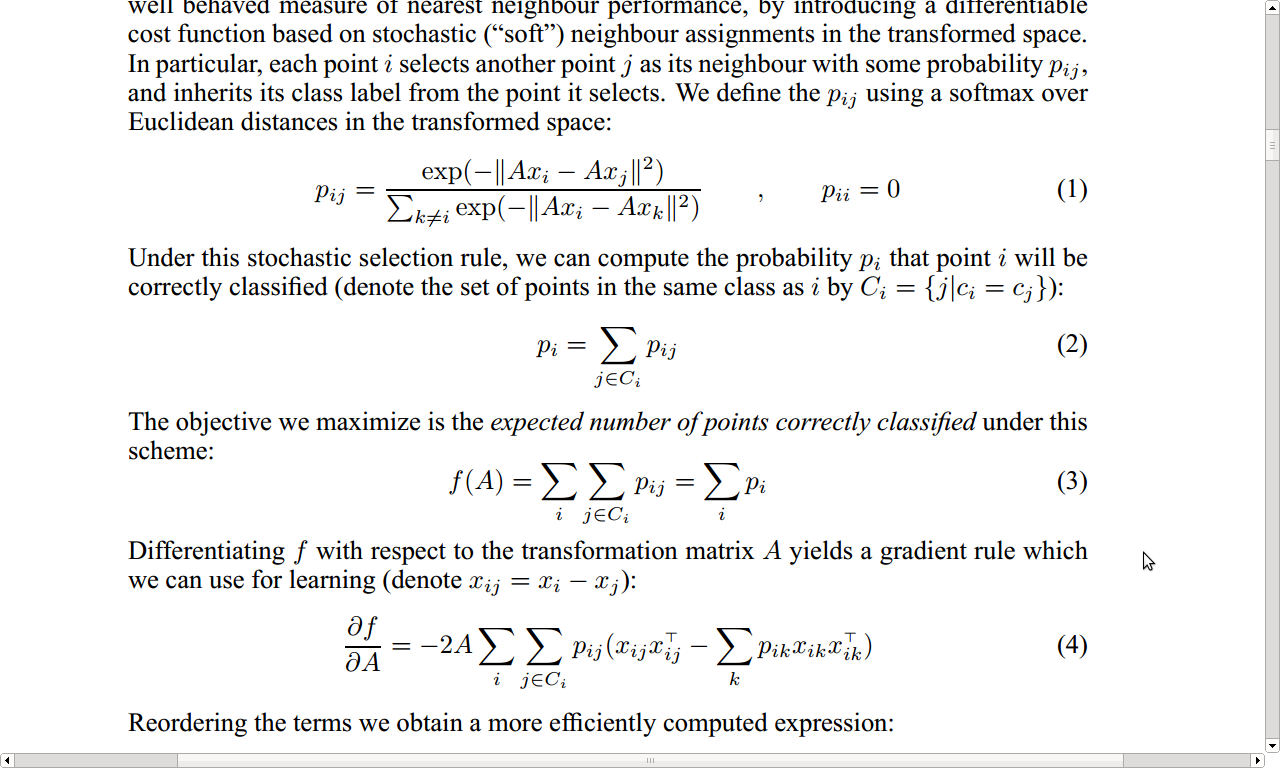 well behaved measure of nearest neighbour performance, by introducing a differentiable
cost function based on stochastic (“soft”) neighbour assignments in the transformed space.
In particular, each point i selects another point j as its neighbour with some probability p_{ij},
and inherits its class label from the point it selects. We define the p_{ij} using a softmax over
Euclidean distances in the transformed space:
p_{ij} = \frac{\exp(-\|Ax_i - Ax_j\|^2)}{\sum_{k \neq i} \exp(-\|Ax_i - Ax_k\|^2)} , p_{ii} = 0 (1)
Under this stochastic selection rule, we can compute the probability p_i that point i will be
correctly classified (denote the set of points in the same class as i by C_i = {j|c_i = c_j}):
p_i = \sum_{j \in C_i} p_{ij} (2)
The objective we maximize is the expected number of points correctly classified under this
scheme:
f(A) = \sum_i \sum_{j \in C_i} p_{ij} = \sum_i p_i (3)
Differentiating f with respect to the transformation matrix A yields a gradient rule which
we can use for learning (denote x_{ij} = x_i − x_j):
\frac{\partial f}{\partial A} = -2A \sum_i \sum_{j \in C_i} p_{ij}(x_{ij} x_{ij}^\top - \sum_k p_{ik} x_{ik} x_{ik}^\top) (4)
Reordering the terms we obtain a more efficiently computed expression: